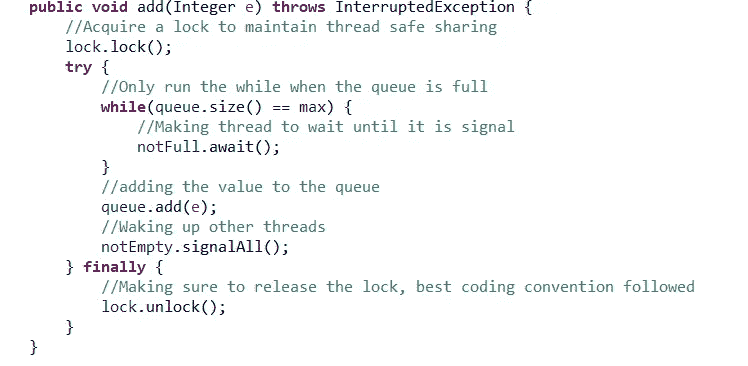 public void add(Integer e) throws InterruptedException {
//Acquire a lock to maintain thread safe sharing
lock.lock();
try {
//Only run the while when the queue is full
while(queue.size() == max) {
//Making thread to wait until it is signal
notFull.await();
}
//adding the value to the queue
queue.add(e);
//Waking up other threads
notEmpty.signalAll();
} finally {
//Making sure to release the lock, best coding convention followed
lock.unlock();
}
}